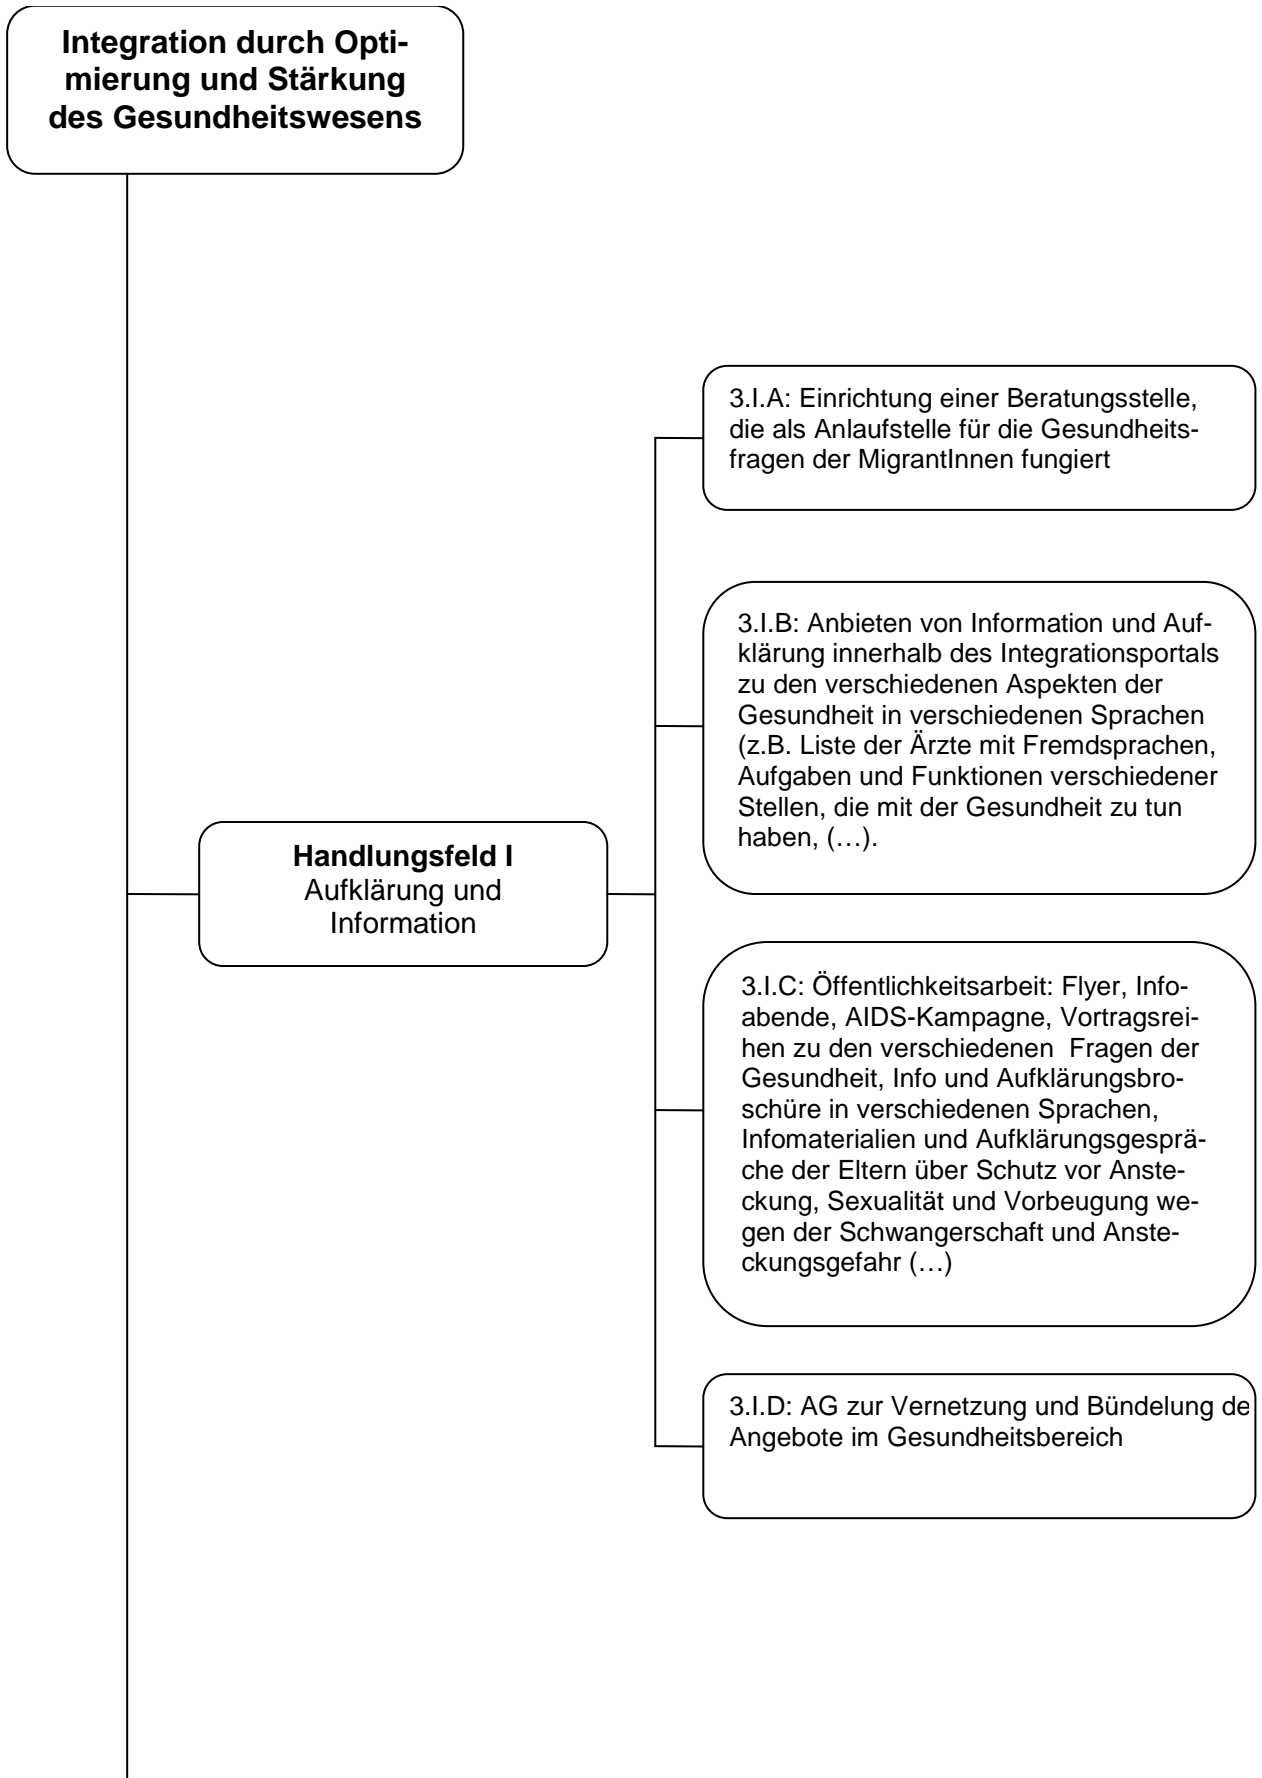 Integration durch Opti-
mierung und Stärkung
des Gesundheitswesens
3.I.A: Einrichtung einer Beratungsstelle,
die als Anlaufstelle für die Gesundheits-
fragen der MigrantInnen fungiert
3.I.B: Anbieten von Information und Auf-
klärung innerhalb des Integrationsportals
zu den verschiedenen Aspekten der
Gesundheit in verschiedenen Sprachen
(z.B. Liste der Ärzte mit Fremdsprachen,
Aufgaben und Funktionen verschiedener
Stellen, die mit der Gesundheit zu tun
haben, (…).
Handlungsfeld I
Aufklärung und
Information
3.I.C: Öffentlichkeitsarbeit: Flyer, Info-
abende, AIDS-Kampagne, Vortragsrei-
hen zu den verschiedenen  Fragen der
Gesundheit, Info und Aufklärungsbro-
schüre in verschiedenen Sprachen,
Infomaterialien und Aufklärungsgesprä-
che der Eltern über Schutz vor Anste-
ckung, Sexualität und Vorbeugung we-
gen der Schwangerschaft und Anste-
ckungsgefahr (…)
3.I.D: AG zur Vernetzung und Bündelung de
Angebote im Gesundheitsbereich